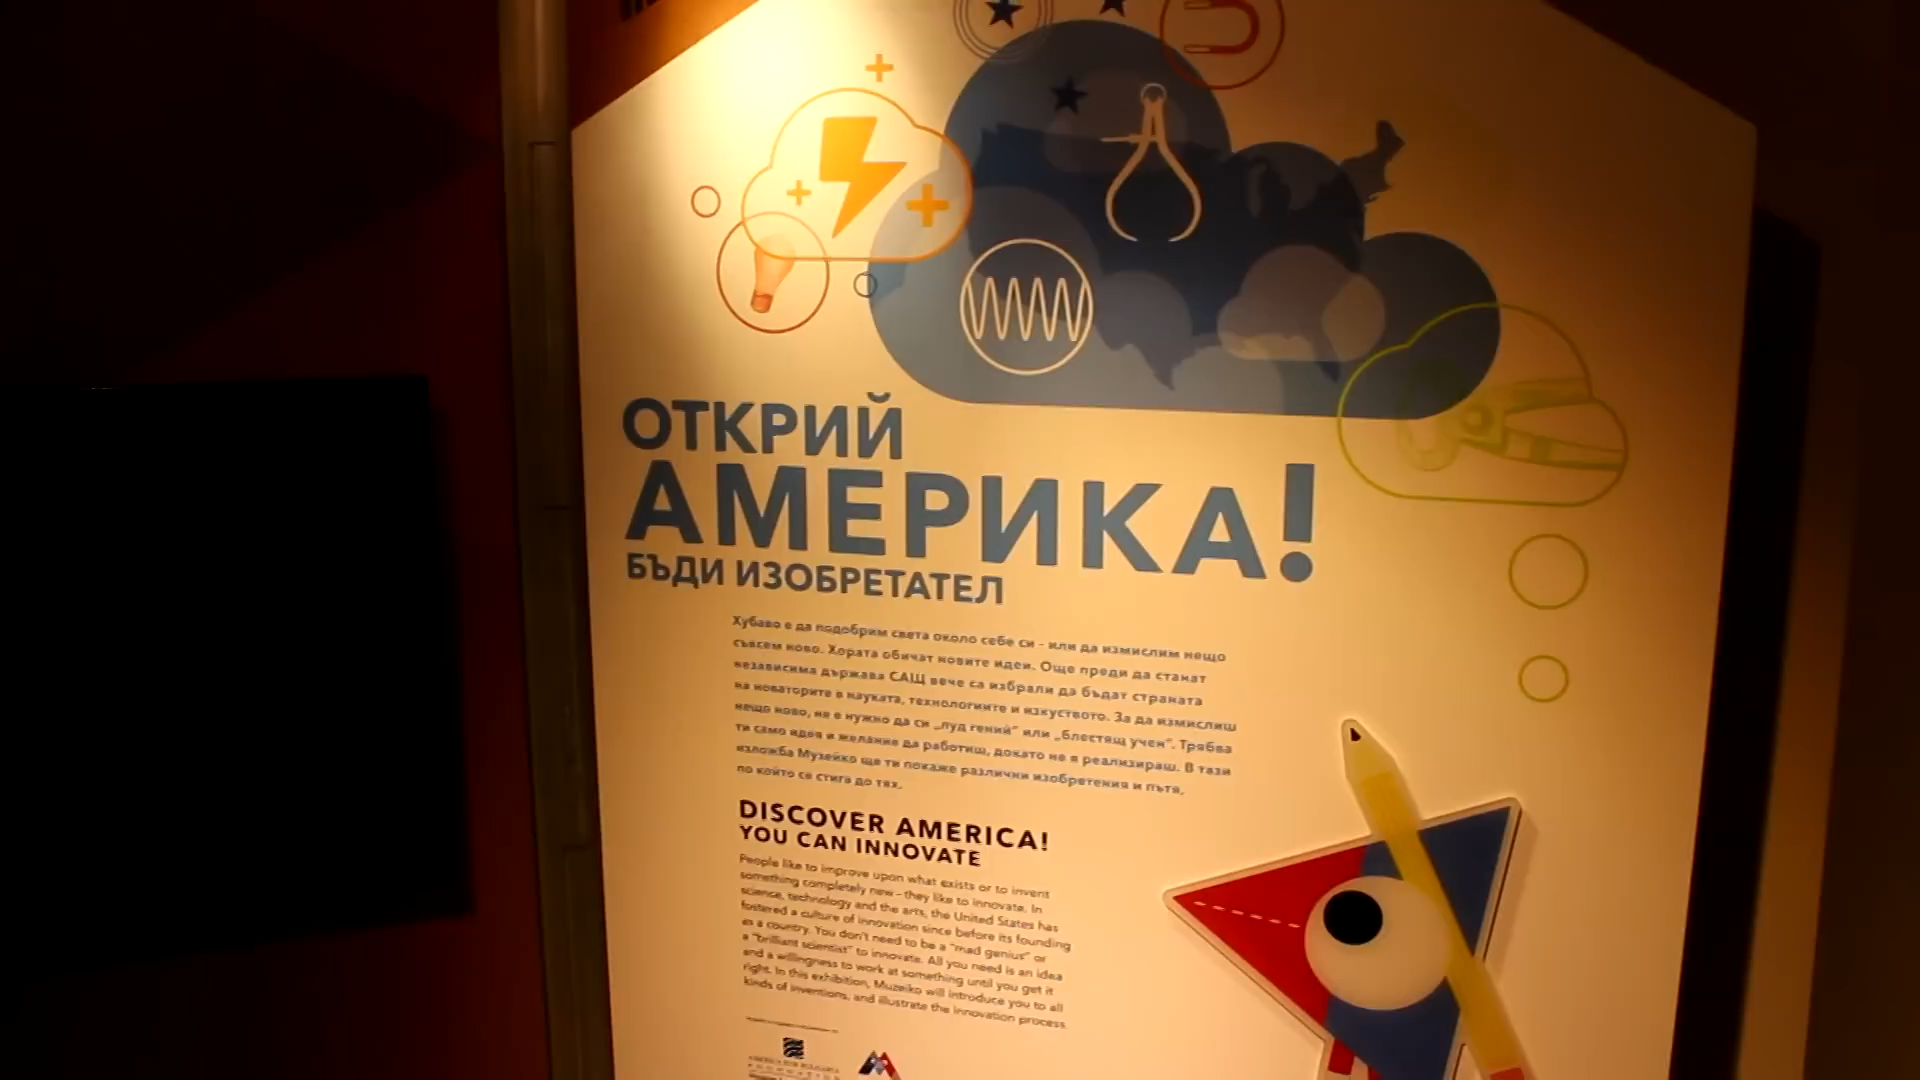 ОТКРИЙ
АМЕРИКА!
БЪДИ ИЗОБРЕТАТЕЛ
Хубаво е да подобрим света около себе си - или да измислим нещо
съвсем ново. Хората обичат новите идеи. Още преди да станат
независима държава САЩ вече са избрали да бъдат страната
на новаторите в науката, технологиите и изкуството. За да измислиш
нещо ново, не е нужно да си „луд гений“ или „блестящ учен“. Трябва
ти само идея и желание да работиш, докато не я реализираш. В тази
изложба Музейко ще ти покаже различни изобретения и пътя,
по който се стига до тях.
DISCOVER AMERICA!
YOU CAN INNOVATE
People like to improve upon what exists or to invent
something completely new – they like to innovate. In
science, technology and the arts, the United States has
fostered a culture of innovation since before its founding
as a country. You don't need to be a "mad genius" or
a "brilliant scientist" to innovate. All you need is an idea
and a willingness to work at something until you get it
right. In this exhibition, Muzeiko will introduce you to all
kinds of inventions, and illustrate the innovation process.
AMERICA FOR BULGARIA
FOUNDATION